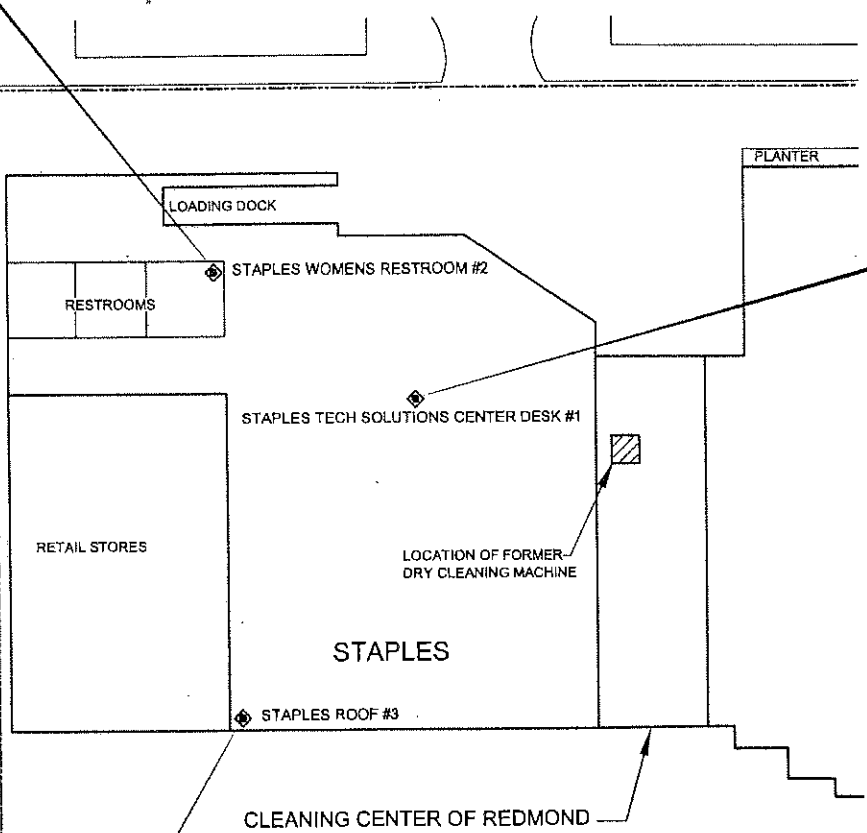 PLANTER
LOADING DOCK
STAPLES WOMENS RESTROOM #2
RESTROOMS
STAPLES TECH SOLUTIONS CENTER DESK #1
RETAIL STORES
LOCATION OF FORMER
DRY CLEANING MACHINE
STAPLES
STAPLES ROOF #3
CLEANING CENTER OF REDMOND